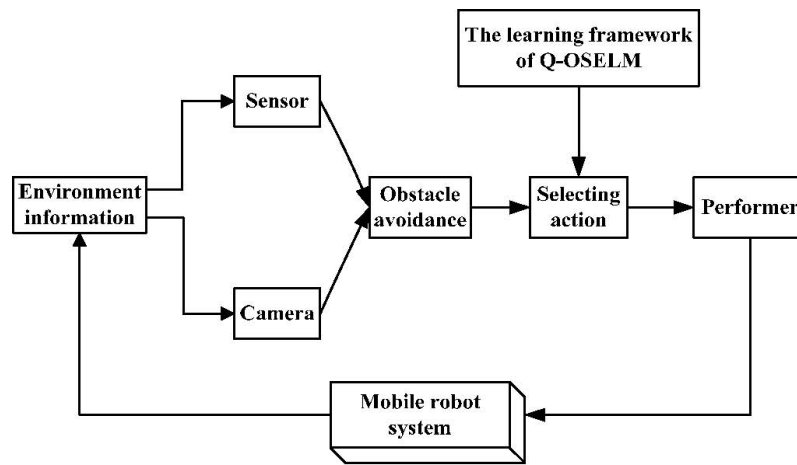 The learning framework
of Q-OSELM
Sensor
Environment
information
Obstacle
avoidance
Selecting
action
Performer
Camera
Mobile robot
system